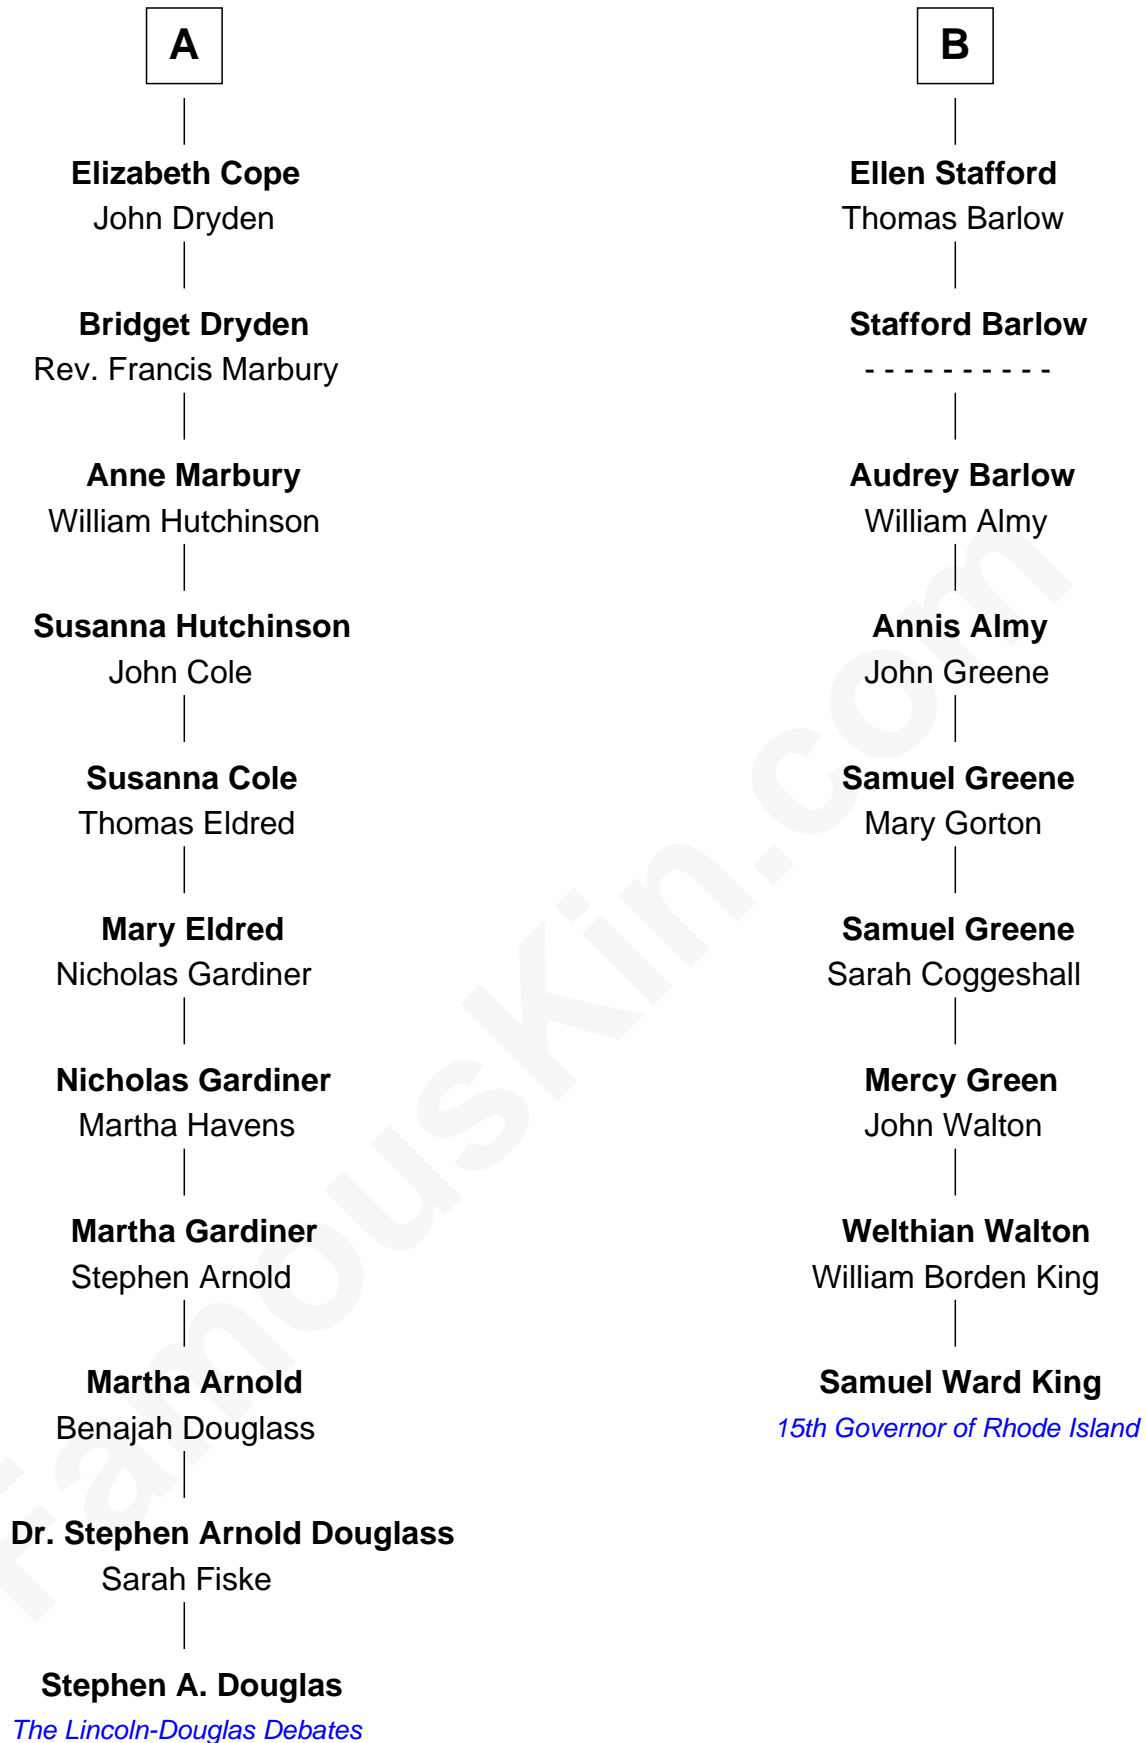 A
Elizabeth Cope
John Dryden
Bridget Dryden
Rev. Francis Marbury
Anne Marbury
William Hutchinson
Susanna Hutchinson
John Cole
Susanna Cole
Thomas Eldred
Mary Eldred
Nicholas Gardiner
Nicholas Gardiner
Martha Havens
Martha Gardiner
Stephen Arnold
Martha Arnold
Benajah Douglass
Dr. Stephen Arnold Douglass
Sarah Fiske
Stephen A. Douglas
The Lincoln-Douglas Debates
B
Ellen Stafford
Thomas Barlow
Stafford Barlow
- - - - - - - - - -
Audrey Barlow
William Almy
Annis Almy
John Greene
Samuel Greene
Mary Gorton
Samuel Greene
Sarah Coggeshall
Mercy Green
John Walton
Welthian Walton
William Borden King
Samuel Ward King
15th Governor of Rhode Island
FamousKin.com